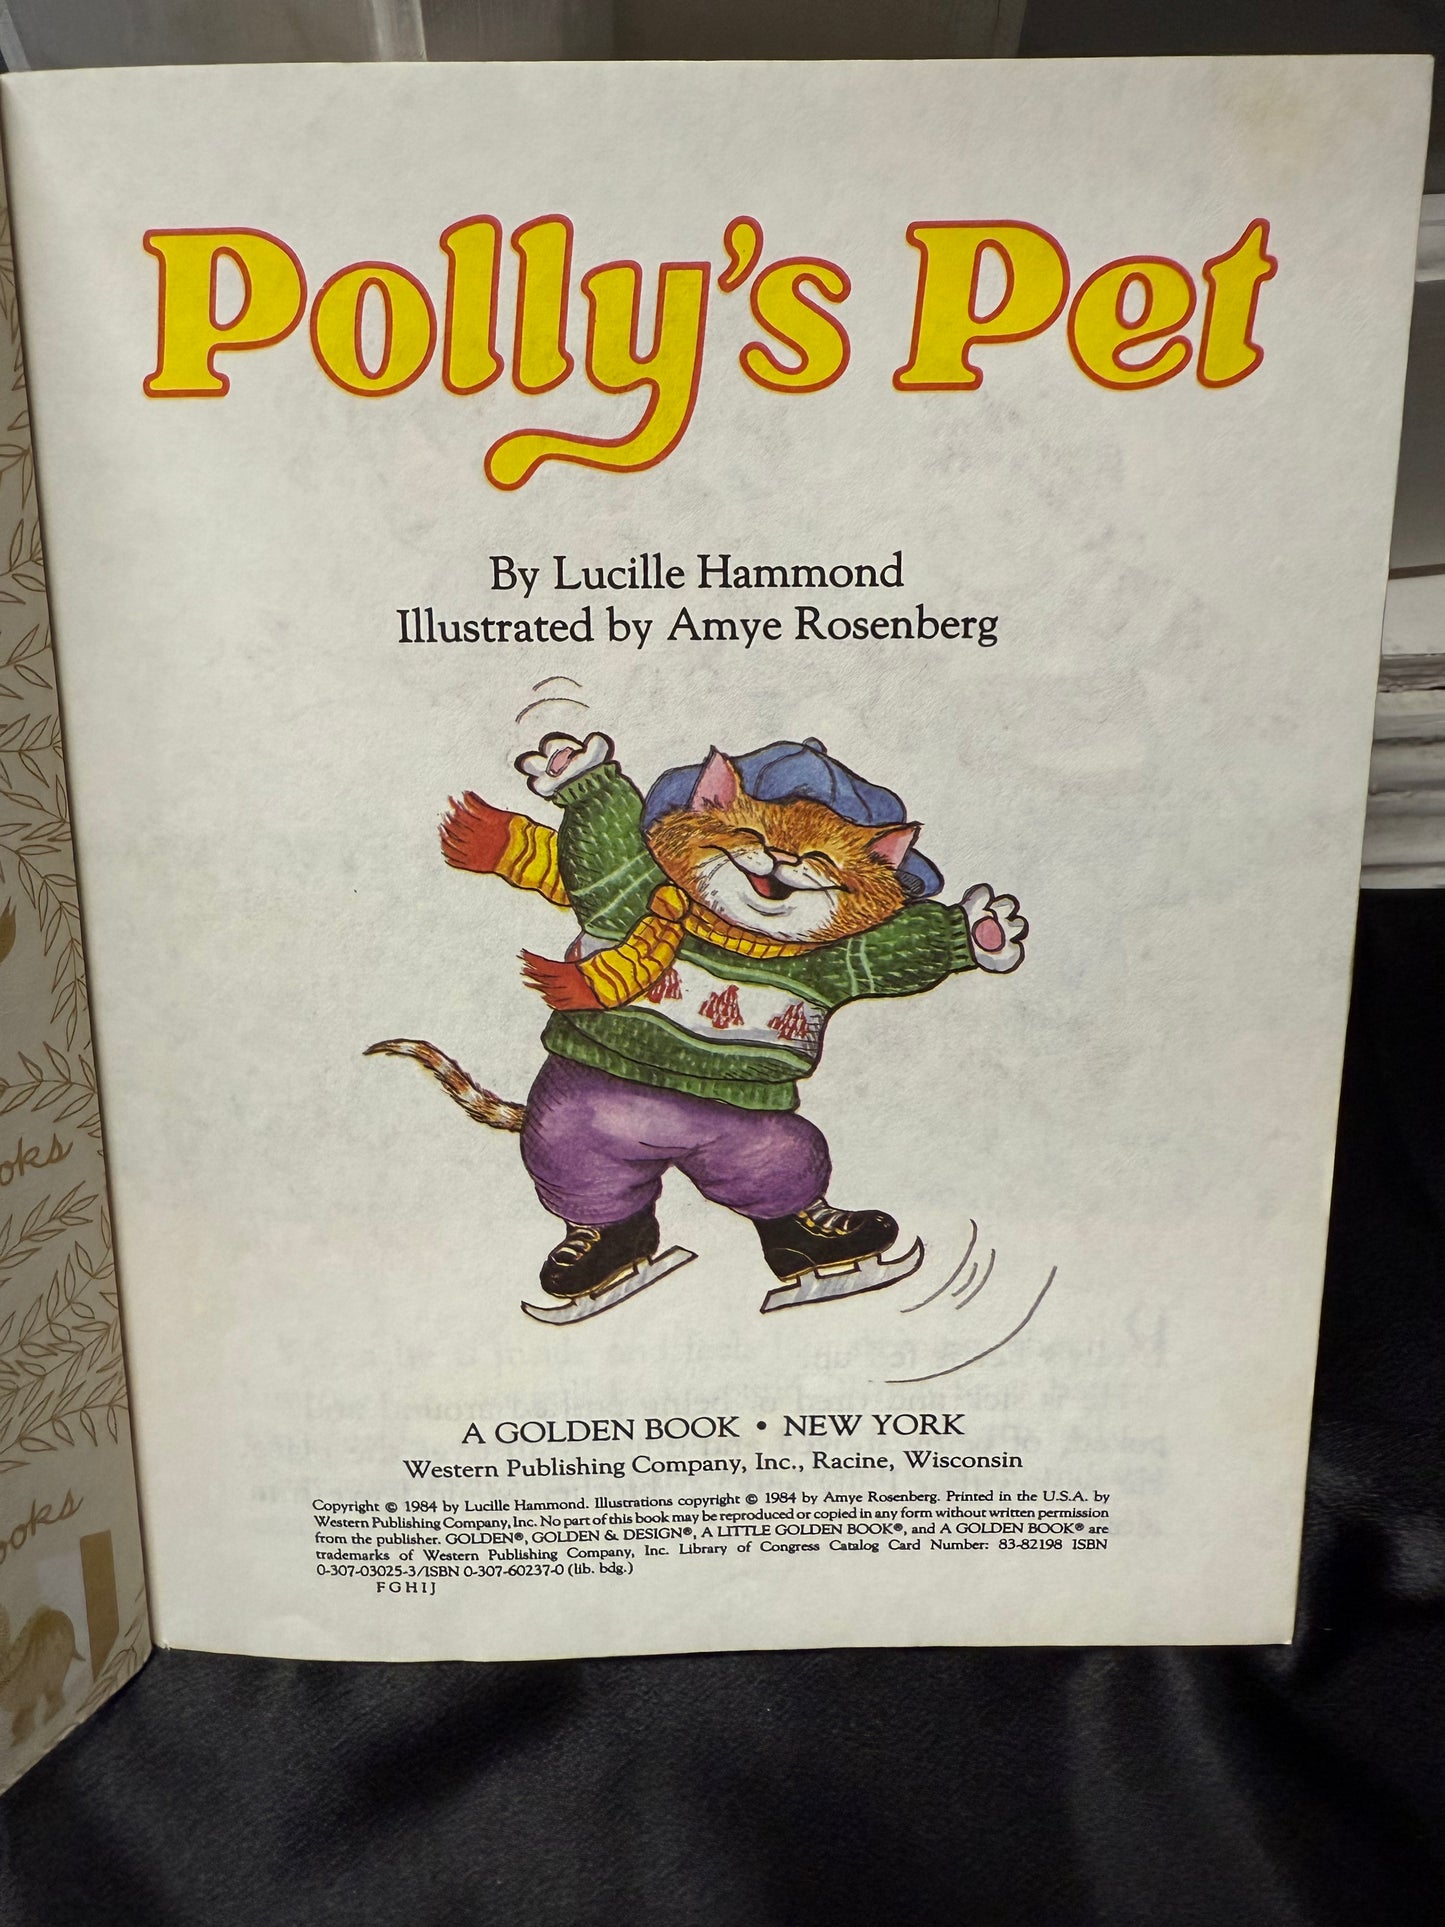 Polly's Pet
By Lucille Hammond
Illustrated by Amye Rosenberg
A GOLDEN BOOK • NEW YORK
Western Publishing Company, Inc., Racine, Wisconsin
Copyright © 1984 by Lucille Hammond. Illustrations copyright © 1984 by Amye Rosenberg. Printed in the U.S.A. by
Western Publishing Company, Inc. No part of this book may be reproduced or copied in any form without written permission
from the publisher. GOLDEN®, GOLDEN & DESIGN®, A LITTLE GOLDEN BOOK®, and A GOLDEN BOOK® are
trademarks of Western Publishing Company, Inc. Library of Congress Catalog Card Number: 83-82198 ISBN
0-307-03025-3/ISBN 0-307-60237-0 (lib. bdg.)
F G H I J